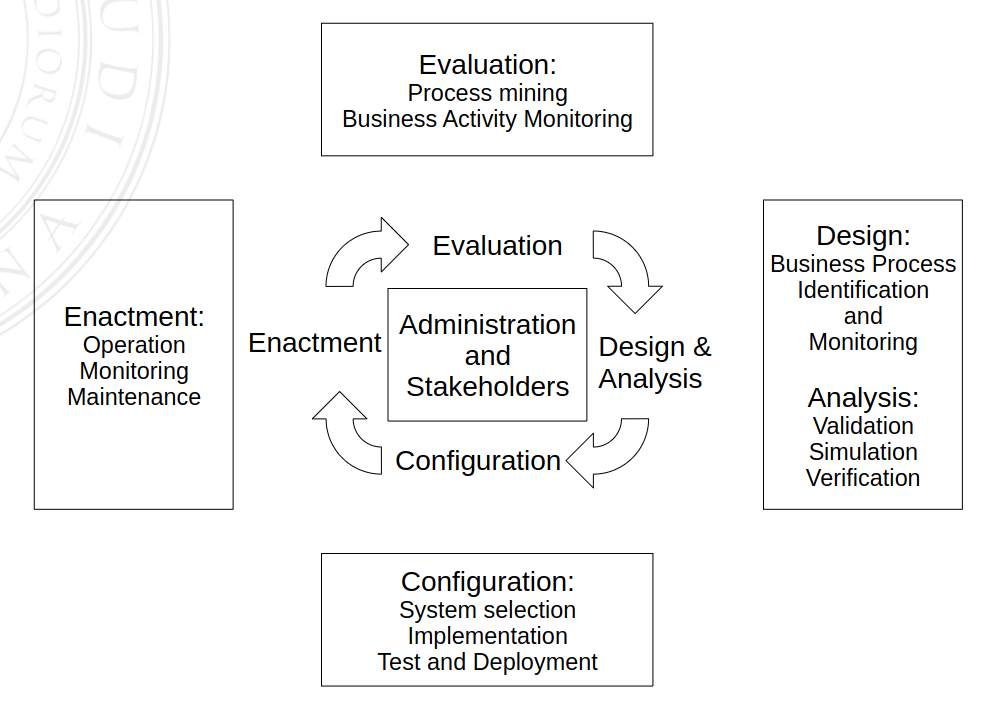 Evaluation:
Process mining
Business Activity Monitoring
Enactment:
Operation
Monitoring
Maintenance
Evaluation
Enactment
Administration
and
Stakeholders
Design &
Analysis
Configuration
Design:
Business Process
Identification
and
Monitoring
Analysis:
Validation
Simulation
Verification
Configuration:
System selection
Implementation
Test and Deployment